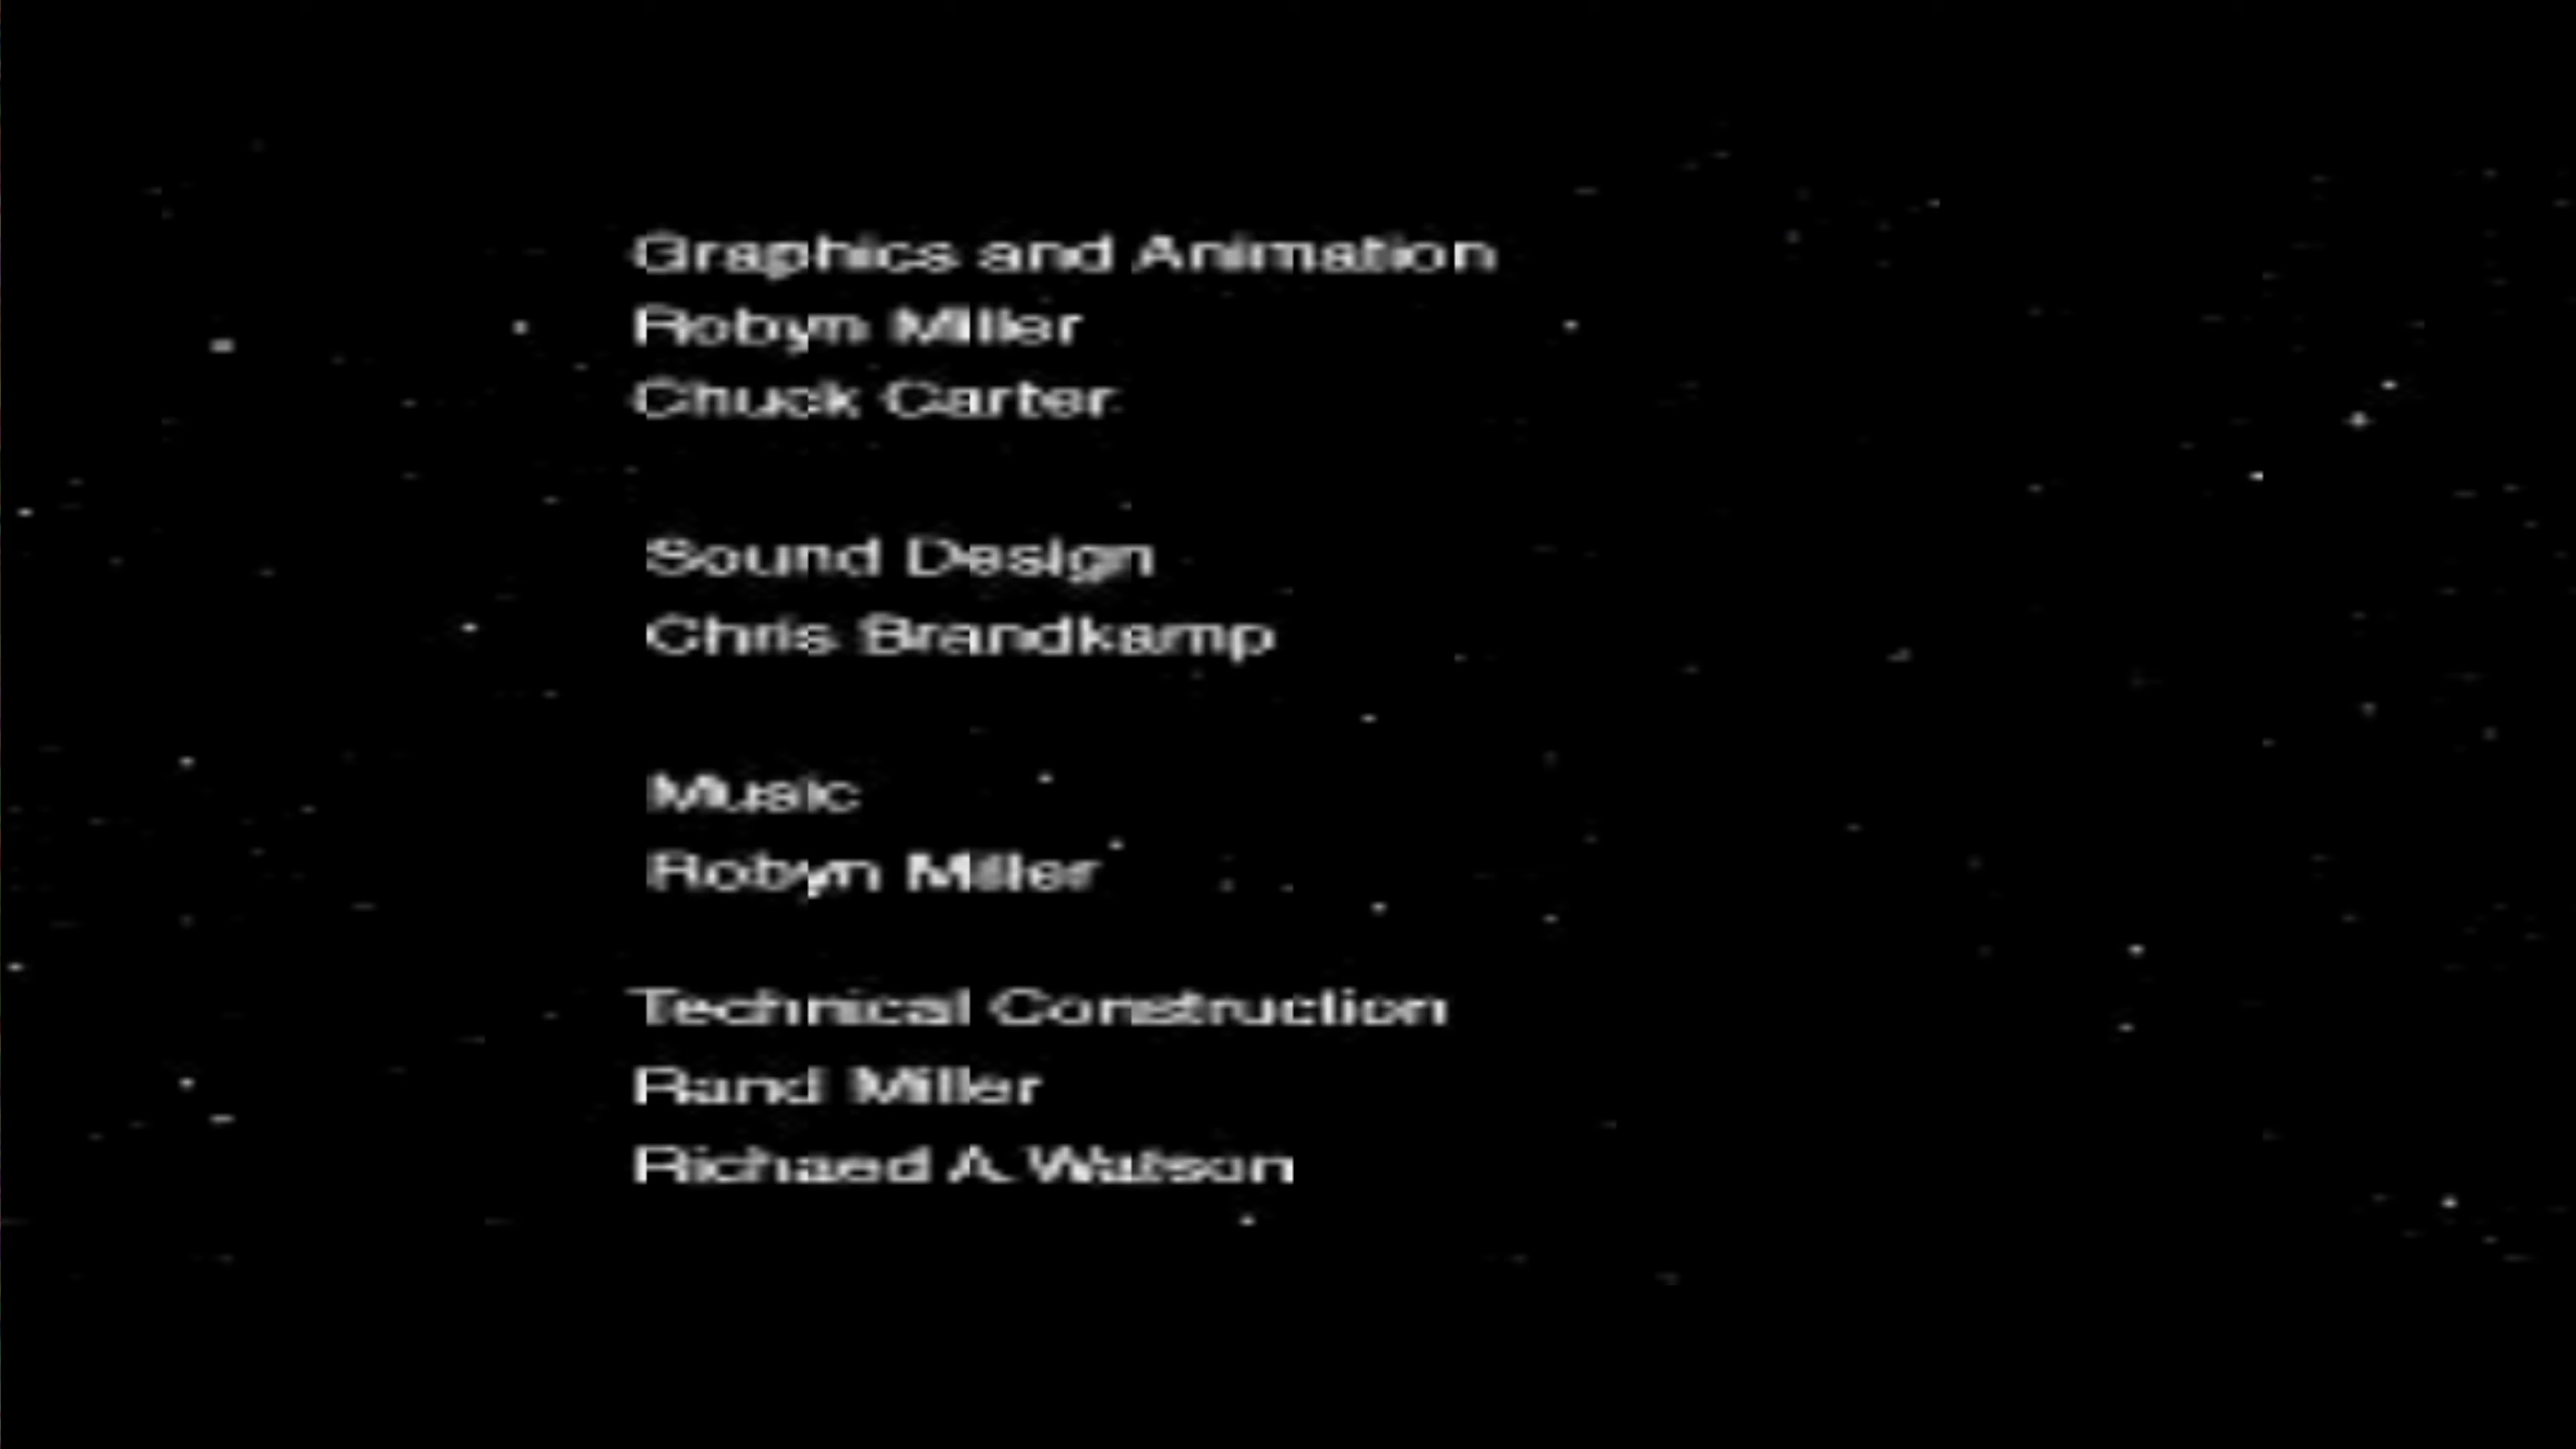 Graphics and Animation
Robyn Miller
Chuck Carter
Sound Design
Chris Brandkamp
Music
Robyn Miller
Technical Construction
Rand Miller
Richaed A. Watson